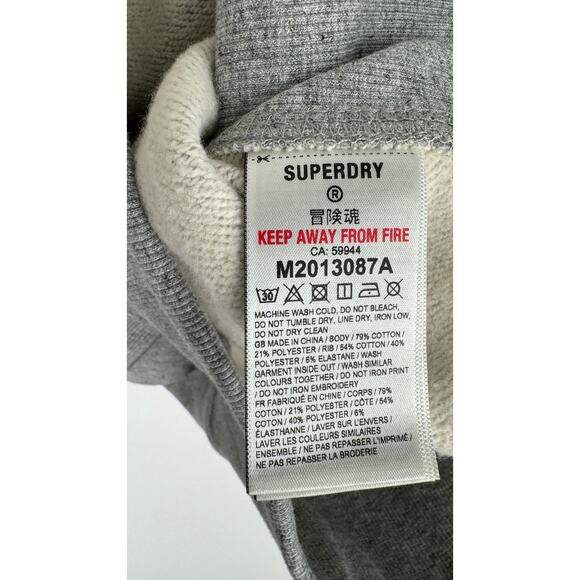 SUPERDRY
®
冒険魂
KEEP AWAY FROM FIRE
CA: 59944
M2013087A
30
MACHINE WASH COLD, DO NOT BLEACH,
DO NOT TUMBLE DRY, LINE DRY, IRON LOW,
DO NOT DRY CLEAN
GB MADE IN CHINA / BODY / 79% COTTON /
21% POLYESTER / RIB / 54% COTTON / 40%
POLYESTER / 6% ELASTANE / WASH
GARMENT INSIDE OUT / WASH SIMILAR
COLOURS TOGETHER / DO NOT IRON PRINT
/ DO NOT IRON EMBROIDERY
FR FABRIQUÉ EN CHINE / CORPS / 79%
COTON / 21% POLYESTER / CÔTE / 54%
COTON / 40% POLYESTER / 6%
ÉLASTHANNE / LAVER SUR L'ENVERS /
LAVER LES COULEURS SIMILAIRES
ENSEMBLE / NE PAS REPASSER L'IMPRIMÉ /
NE PAS REPASSER LA BRODERIE